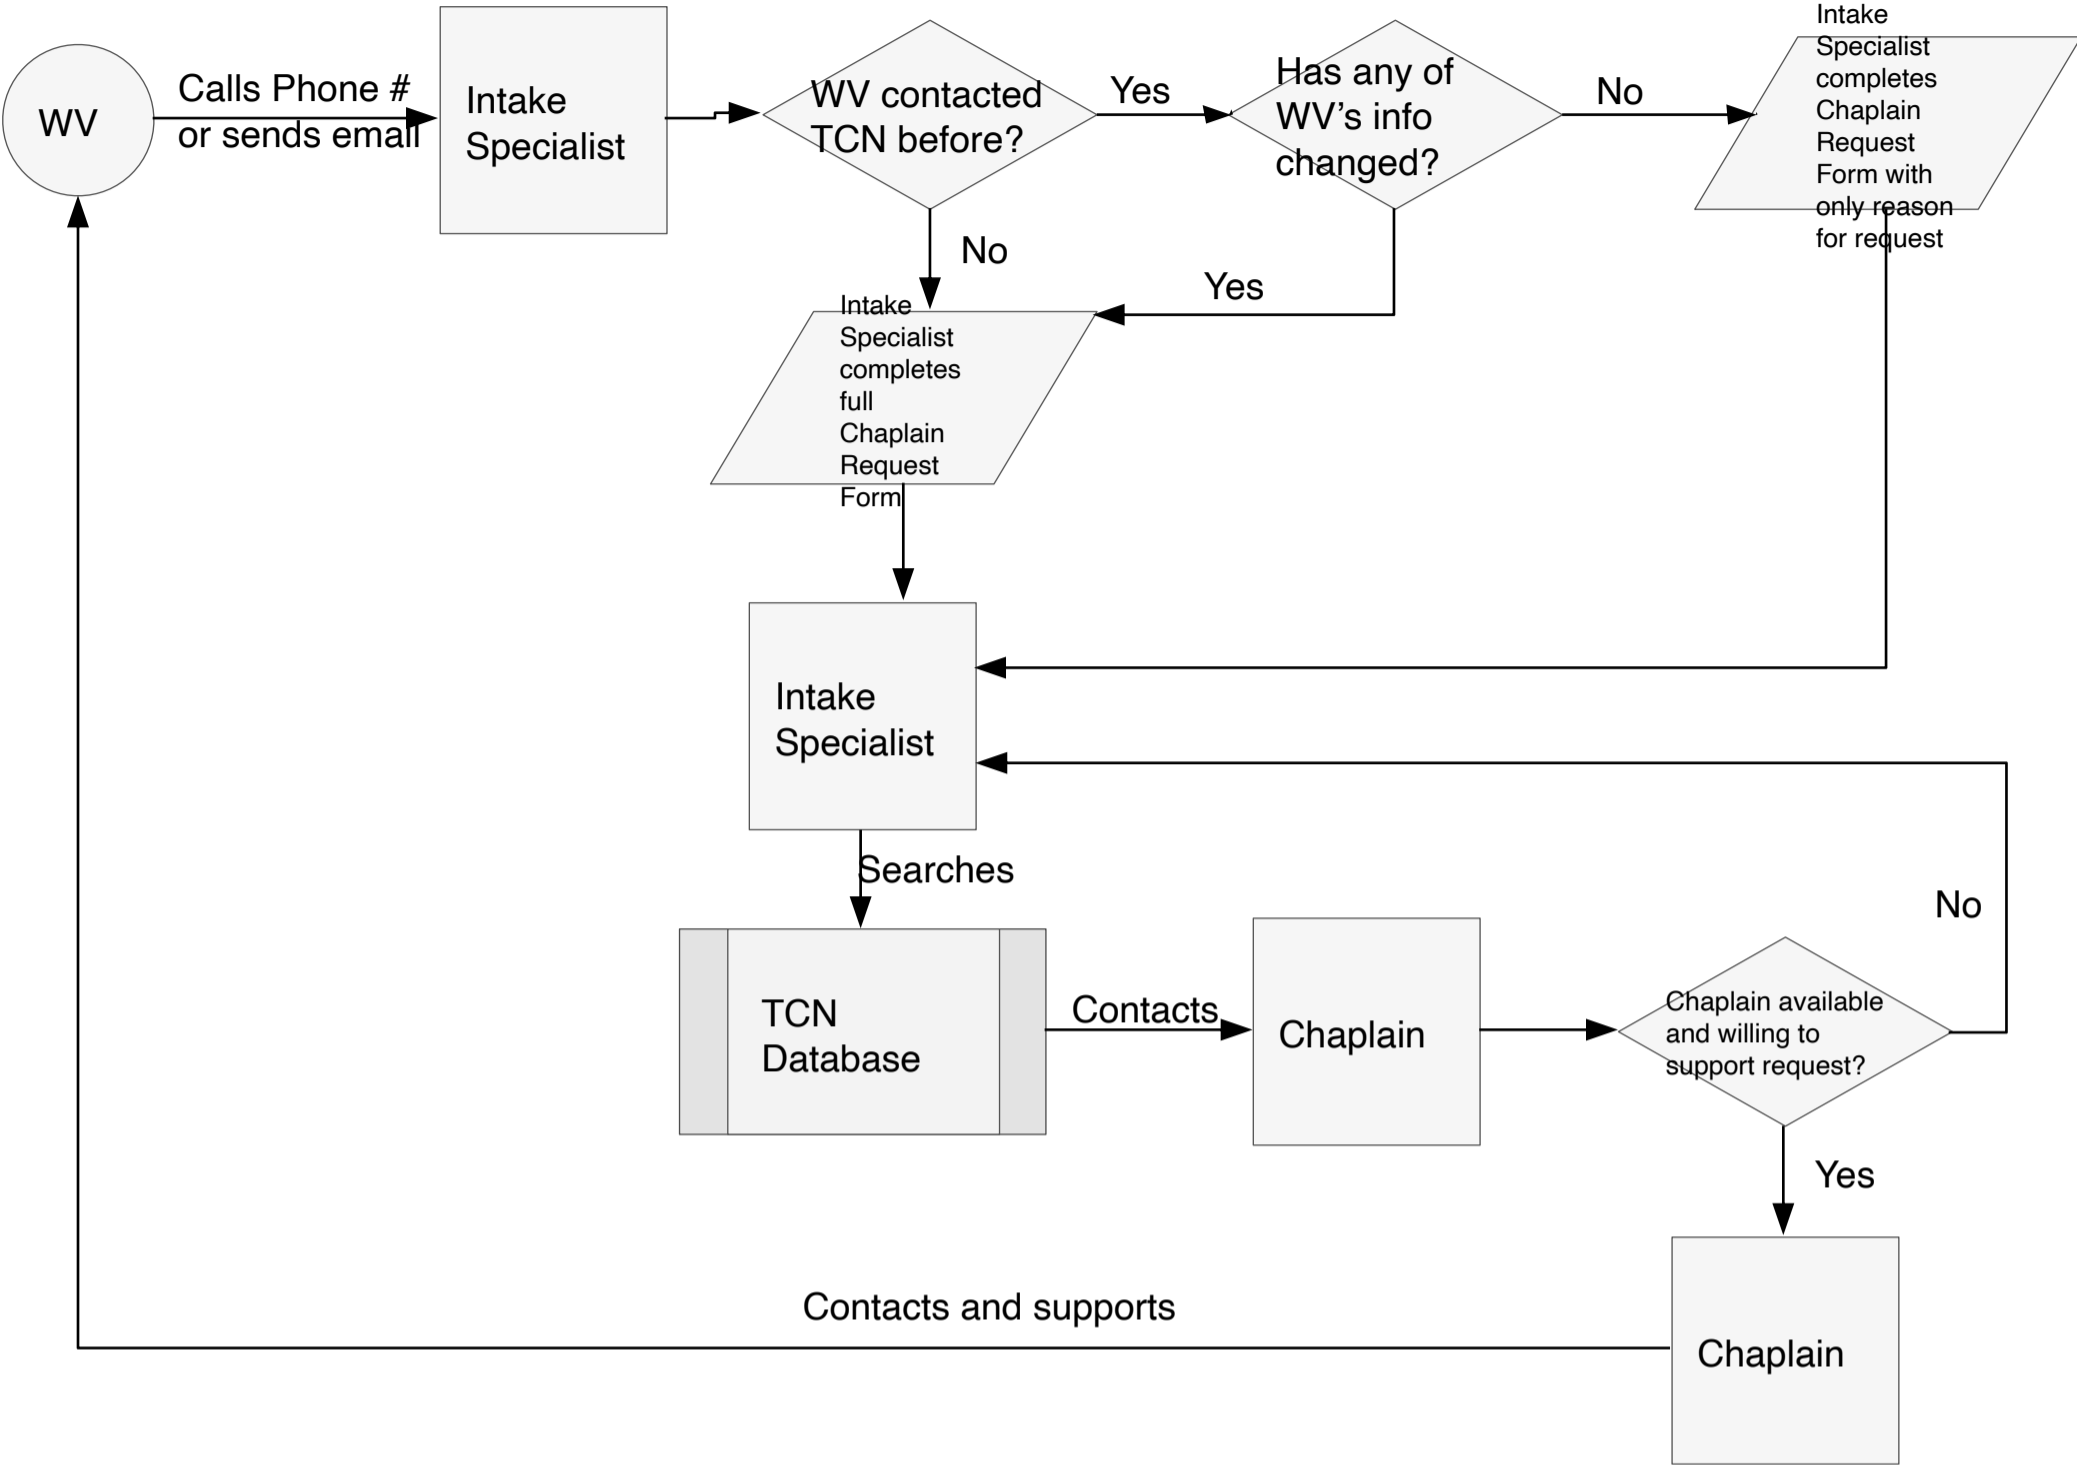 WV
Calls Phone #
or sends email
Intake
Specialist
WV contacted
TCN before?
Yes
Has any of
WV’s info
changed?
No
Intake
Specialist
completes
Chaplain
Request
Form with
only reason
for request
No
Yes
Intake
Specialist
completes
full
Chaplain
Request
Form
Intake
Specialist
Searches
TCN
Database
Contacts
Chaplain
Chaplain available
and willing to
support request?
No
Yes
Chaplain
Contacts and supports